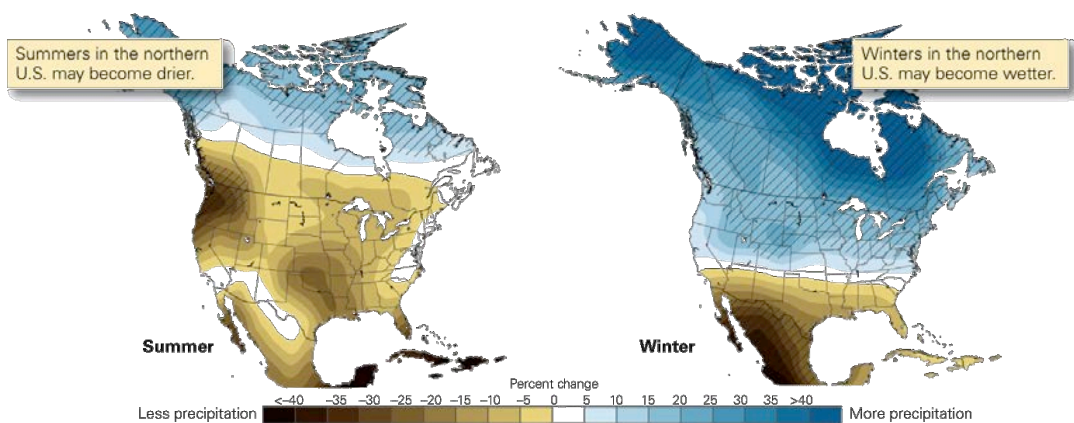 Summers in the northern
U.S. may become drier.
Winters in the northern
U.S. may become wetter.
Summer
Winter
Percent change
Less precipitation <–40 –35 –30 –25 –20 –15 –10 –5 0 5 10 15 20 25 30 35 >40 More precipitation